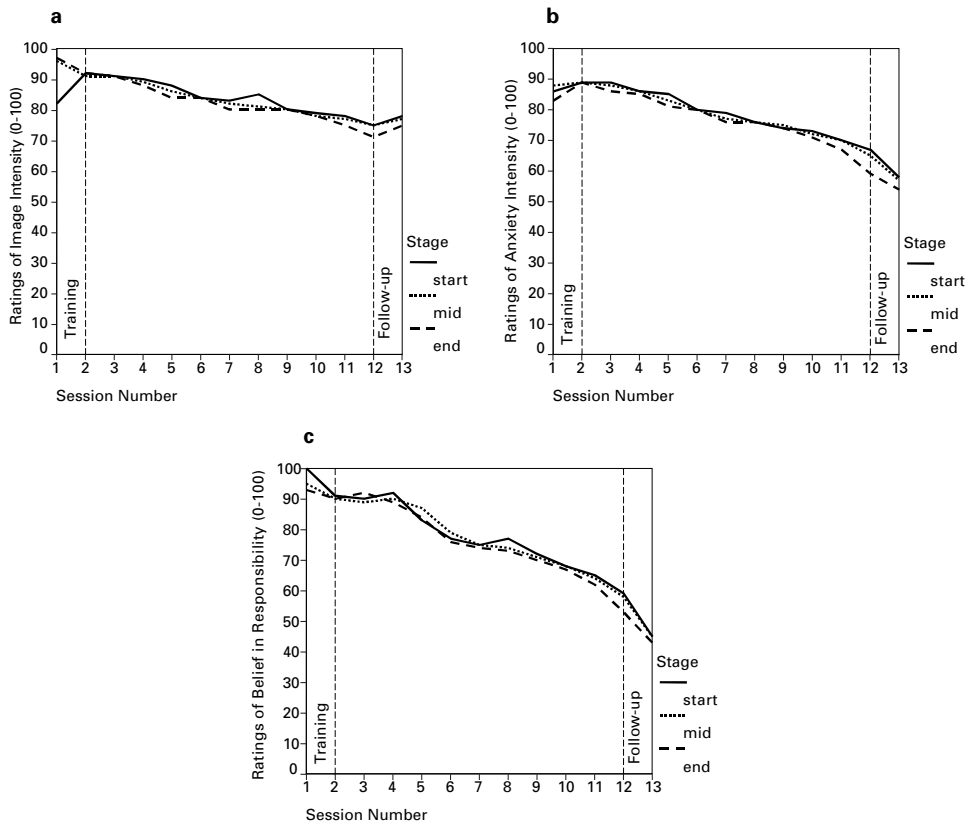 a
Ratings of Image Intensity (0-100)
100
90
80
70
60
50
40
30
20
10
0
Training
Follow-up
1 2 3 4 5 6 7 8 9 10 11 12 13
Session Number
Stage
start
mid
end
b
Ratings of Anxiety Intensity (0-100)
100
90
80
70
60
50
40
30
20
10
0
Training
Follow-up
1 2 3 4 5 6 7 8 9 10 11 12 13
Session Number
Stage
start
mid
end
c
Ratings of Belief in Responsibility (0-100)
100
90
80
70
60
50
40
30
20
10
0
Training
Follow-up
1 2 3 4 5 6 7 8 9 10 11 12 13
Session Number
Stage
start
mid
end